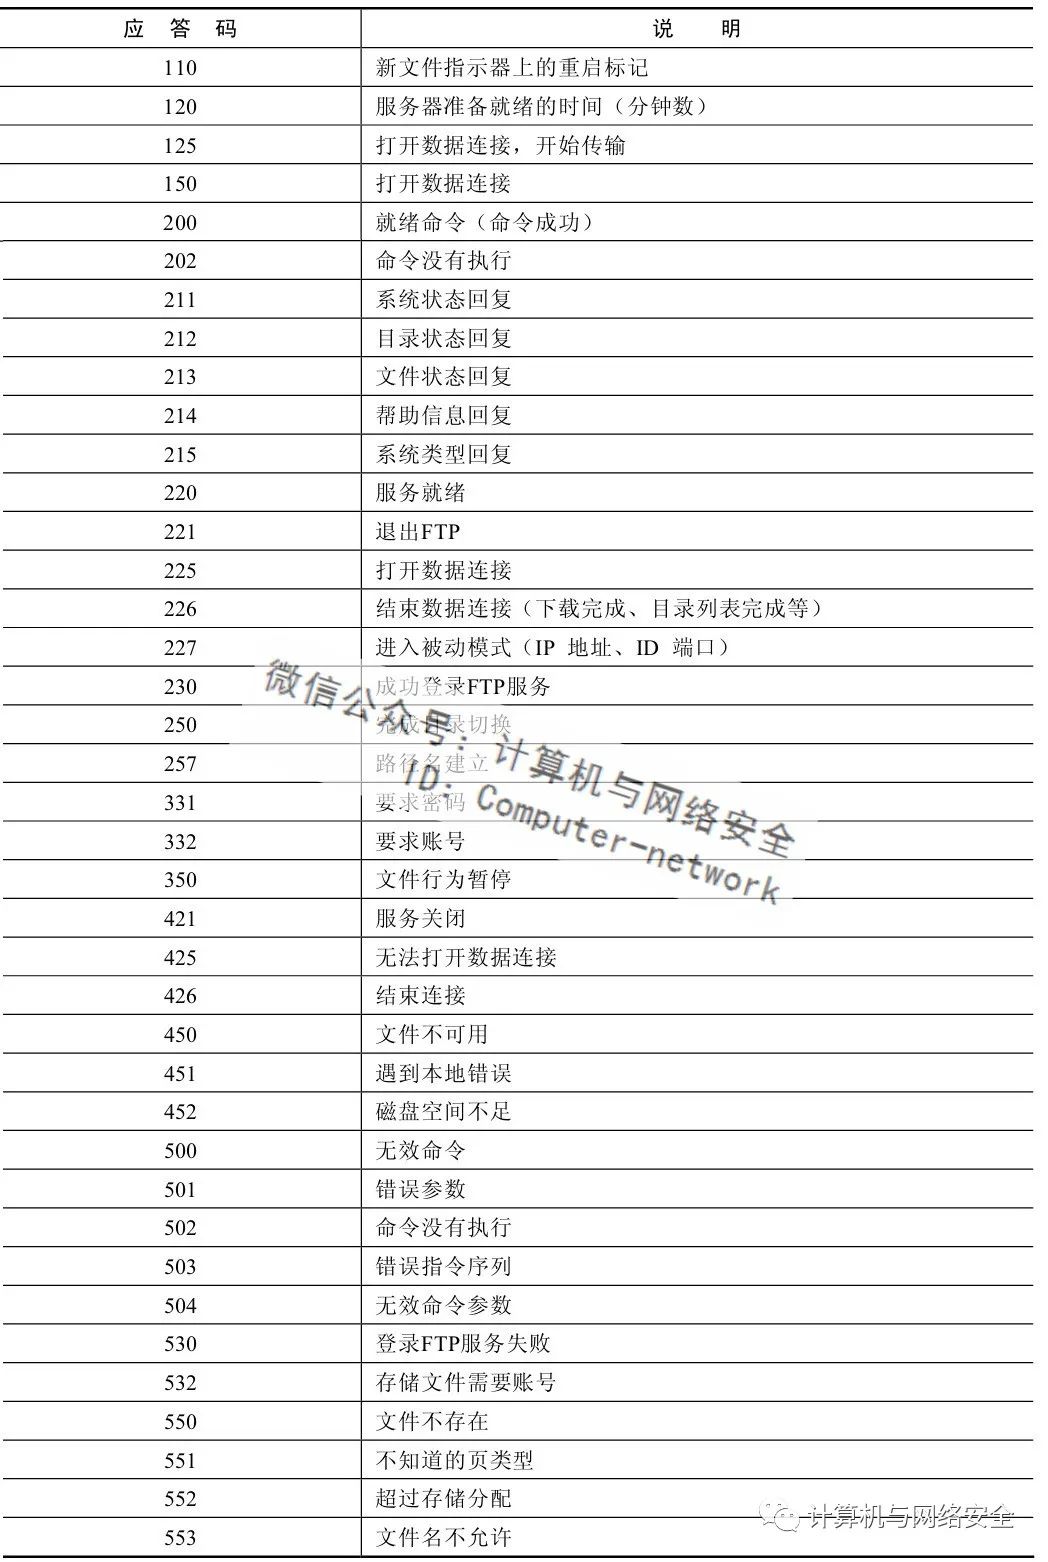 应 答 码 说 明
110 新文件指示器上的重启标记
120 服务器准备就绪的时间（分钟数）
125 打开数据连接，开始传输
150 打开数据连接
200 就绪命令（命令成功）
202 命令没有执行
211 系统状态回复
212 目录状态回复
213 文件状态回复
214 帮助信息回复
215 系统类型回复
220 服务就绪
221 退出FTP
225 打开数据连接
226 结束数据连接（下载完成、目录列表完成等）
227 进入被动模式（IP 地址、ID 端口）
230 成功登录FTP服务
250 完成目录切换
257 路径名建立
331 要求密码
332 要求账号
350 文件行为暂停
421 服务关闭
425 无法打开数据连接
426 结束连接
450 文件不可用
451 遇到本地错误
452 磁盘空间不足
500 无效命令
501 错误参数
502 命令没有执行
503 错误指令序列
504 无效命令参数
530 登录FTP服务失败
532 存储文件需要账号
550 文件不存在
551 不知道的页类型
552 超过存储分配
553 文件名不允许
微信公众号：计算机与网络安全
ID：Computer-network
计算机与网络安全